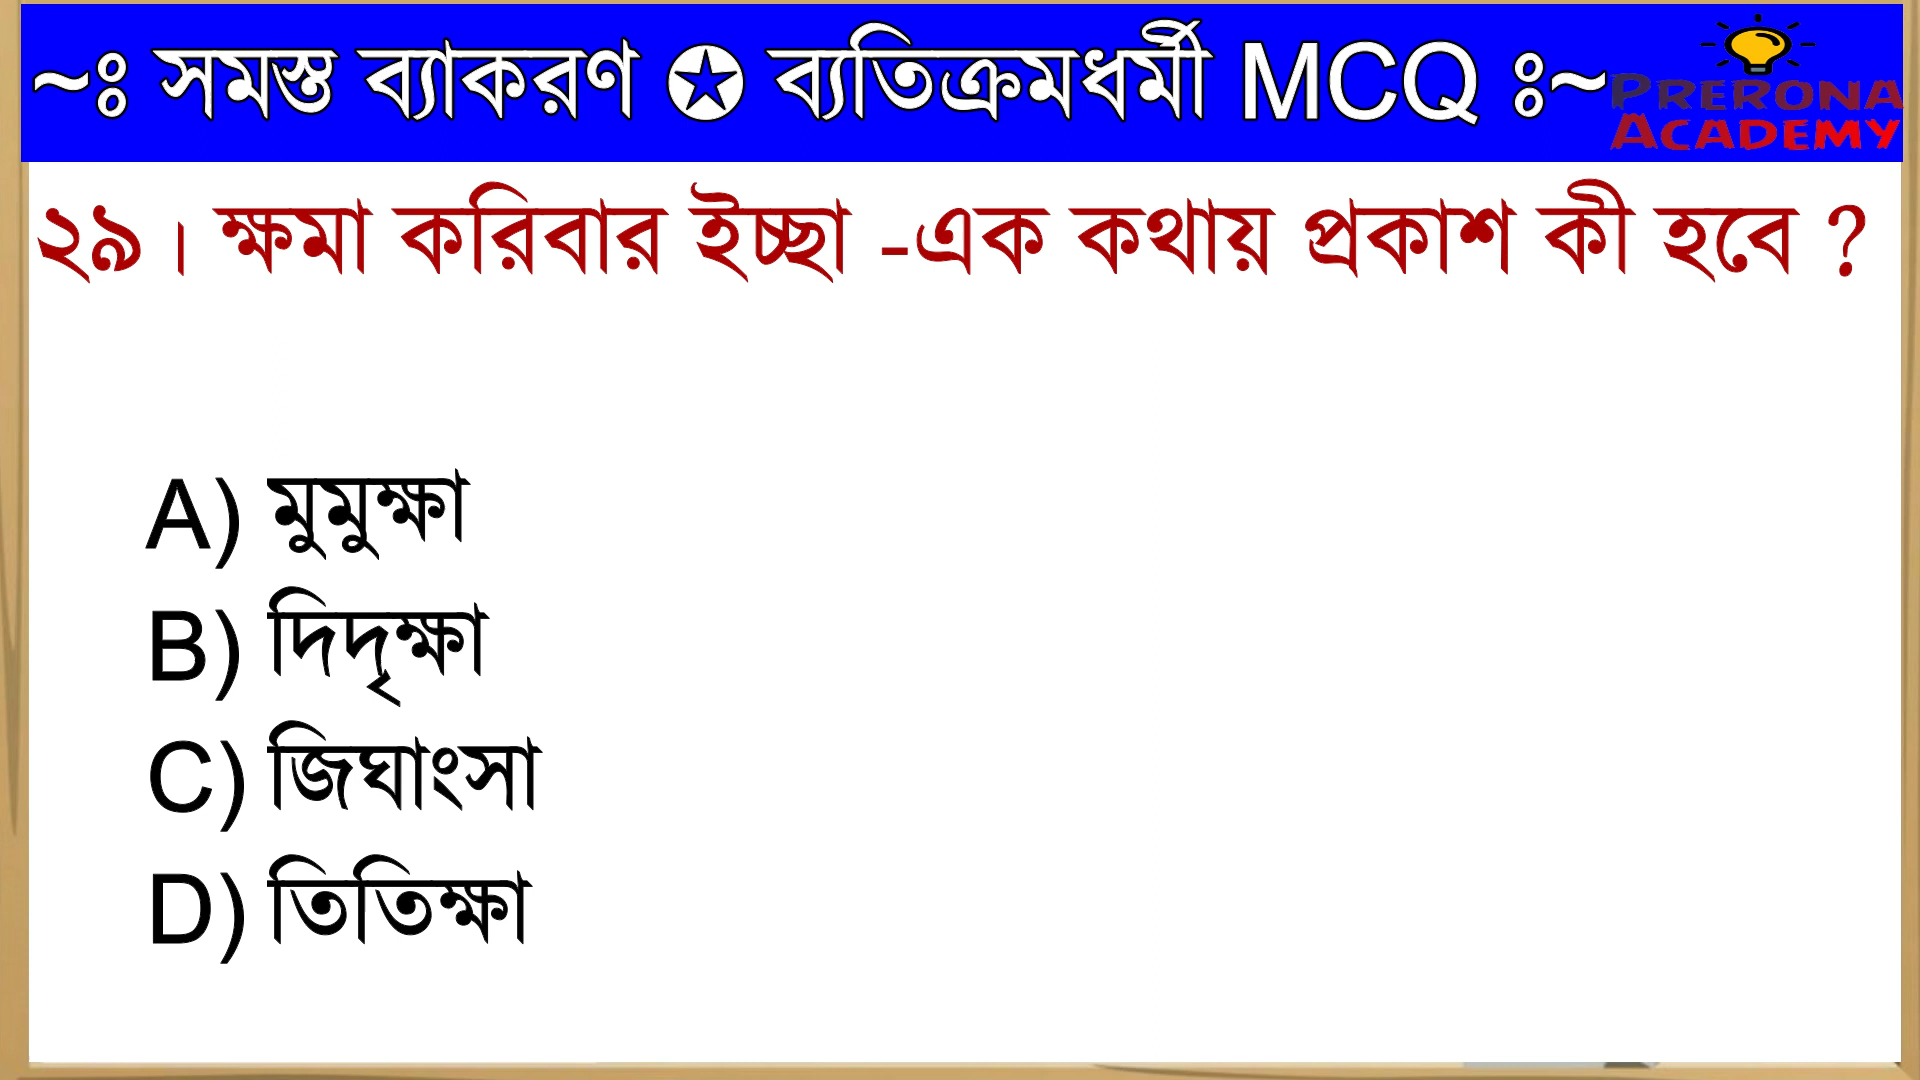 ~ঃ সমস্ত ব্যাকরণ ✪ ব্যতিক্রমধর্মী MCQ ঃ~
PRERONA
ACADEMY
২৯। ক্ষমা করিবার ইচ্ছা -এক কথায় প্রকাশ কী হবে ?
A) মুমুক্ষা
B) দিদৃক্ষা
C) জিঘাংসা
D) তিতিক্ষা